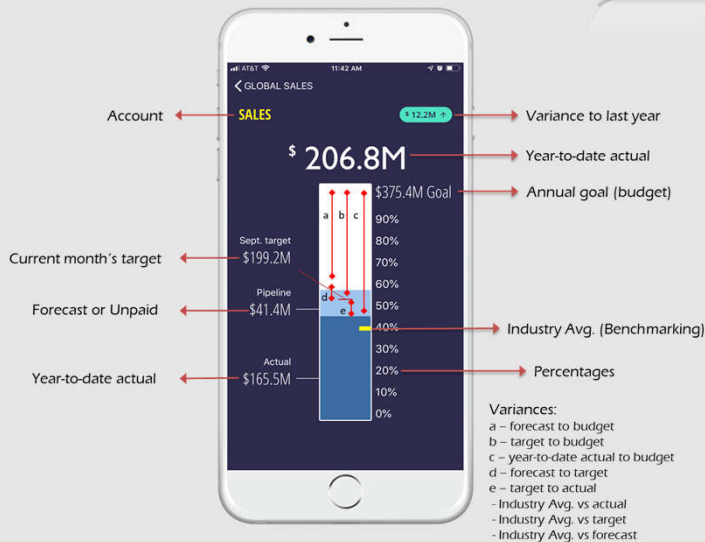 AT&T 11:42 AM
GLOBAL SALES
Account
SALES
$ 12.2M ↑
Variance to last year
$ 206.8M
Year-to-date actual
$375.4M Goal
Annual goal (budget)
a b c
90%
80%
70%
60%
50%
40%
30%
20%
10%
0%
Sept. target
$199.2M
Current month's target
d
e
Pipeline
$41.4M
Forecast or Unpaid
Industry Avg. (Benchmarking)
Actual
$165.5M
Year-to-date actual
Percentages
Variances:
a – forecast to budget
b – target to budget
c – year-to-date actual to budget
d – forecast to target
e – target to actual
- Industry Avg. vs actual
- Industry Avg. vs target
- Industry Avg. vs forecast